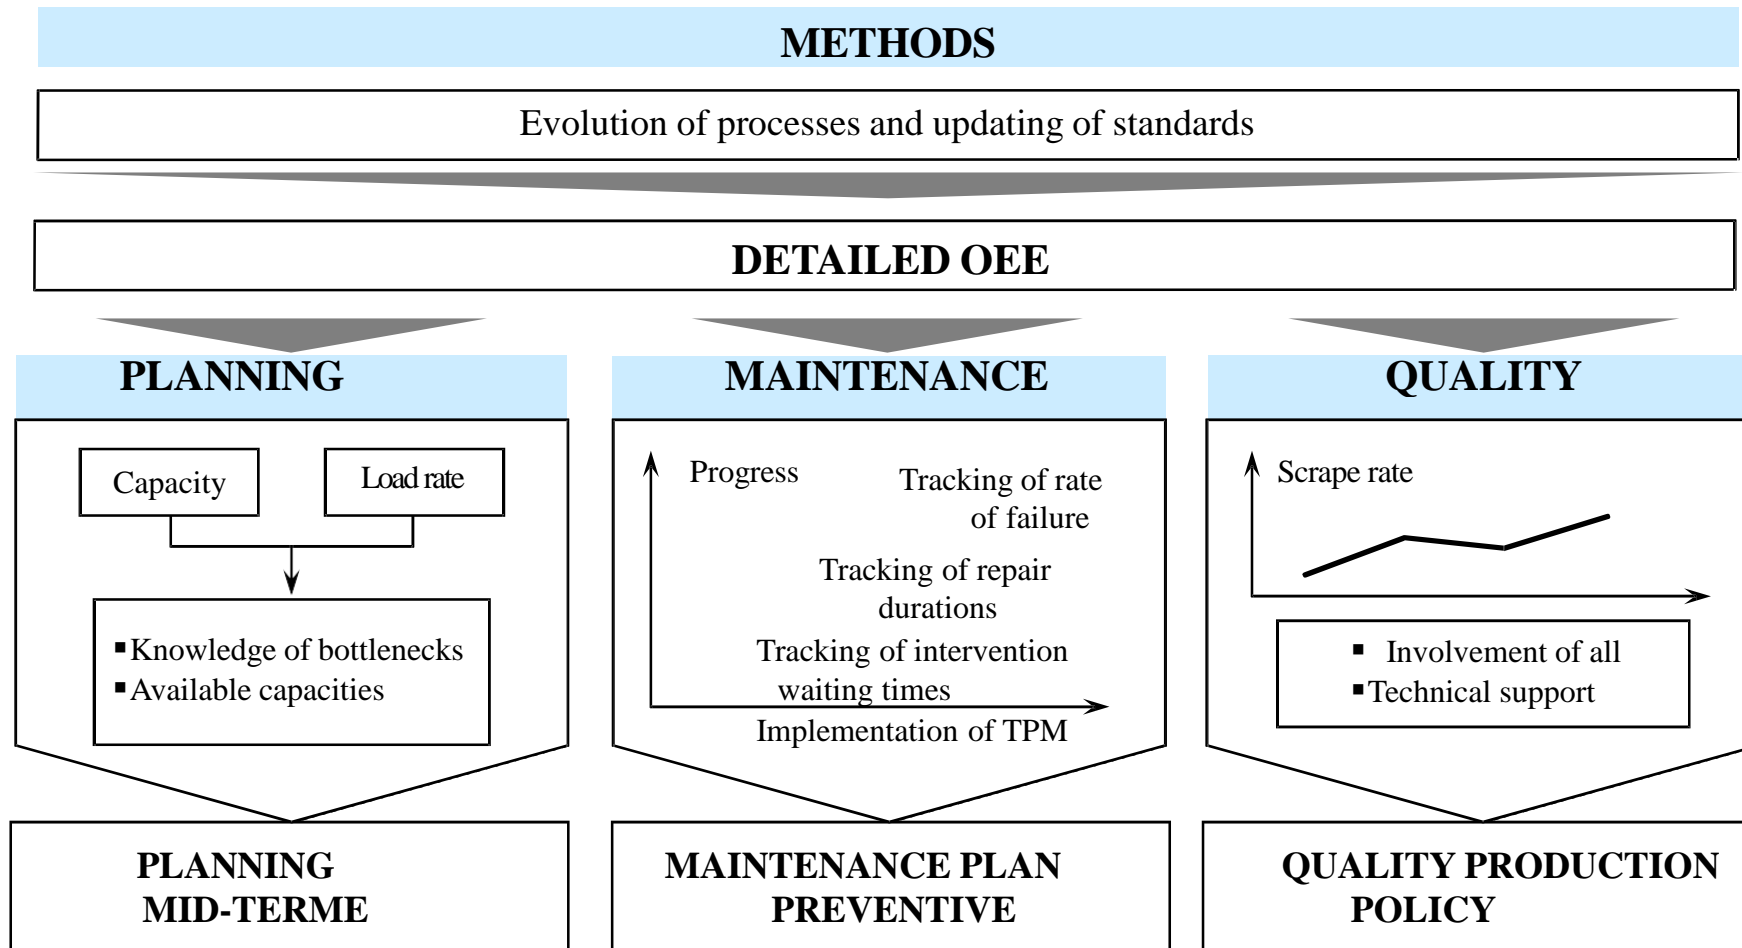 METHODS
Evolution of processes and updating of standards
DETAILED OEE
PLANNING
Capacity
Load rate
▪Knowledge of bottlenecks
▪Available capacities
PLANNING
MID-TERME
MAINTENANCE
Progress
Tracking of rate
of failure
Tracking of repair
durations
Tracking of intervention
waiting times
Implementation of TPM
MAINTENANCE PLAN
PREVENTIVE
QUALITY
Scrape rate
▪ Involvement of all
▪Technical support
QUALITY PRODUCTION
POLICY